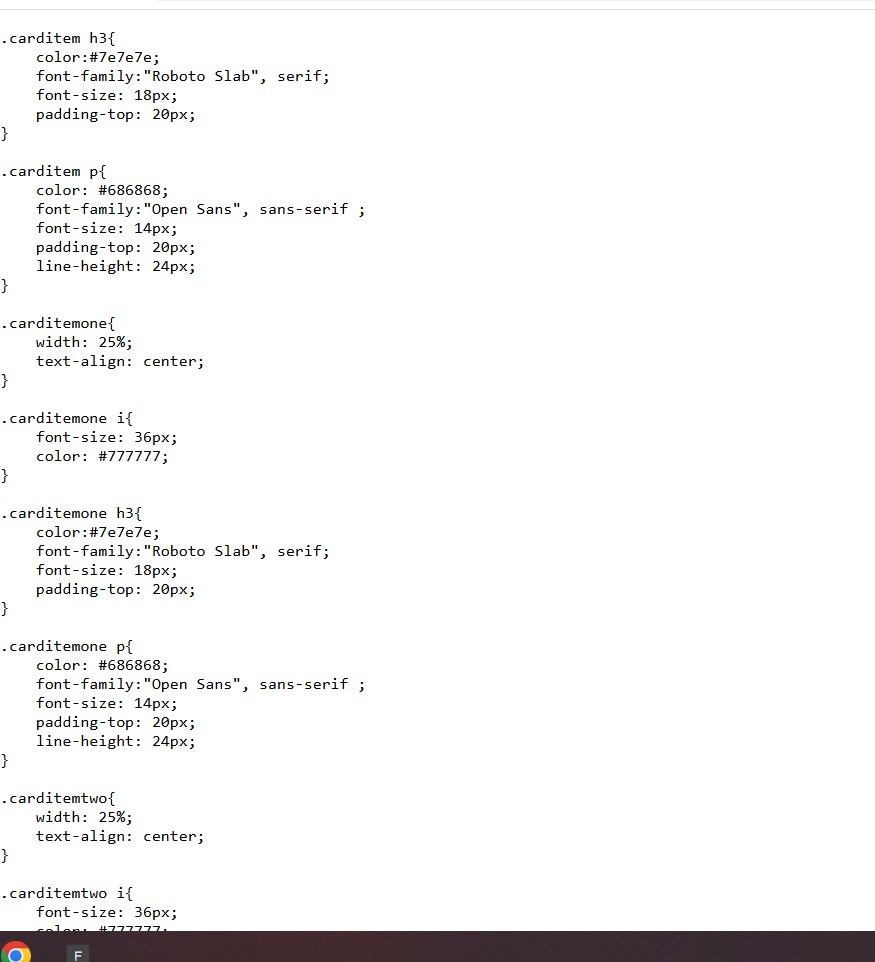 .carditem h3{
    color:#7e7e7e;
    font-family:"Roboto Slab", serif;
    font-size: 18px;
    padding-top: 20px;
}
.carditem p{
    color: #686868;
    font-family:"Open Sans", sans-serif ;
    font-size: 14px;
    padding-top: 20px;
    line-height: 24px;
}
.carditemone{
    width: 25%;
    text-align: center;
}
.carditemone i{
    font-size: 36px;
    color: #777777;
}
.carditemone h3{
    color:#7e7e7e;
    font-family:"Roboto Slab", serif;
    font-size: 18px;
    padding-top: 20px;
}
.carditemone p{
    color: #686868;
    font-family:"Open Sans", sans-serif ;
    font-size: 14px;
    padding-top: 20px;
    line-height: 24px;
}
.carditemtwo{
    width: 25%;
    text-align: center;
}
.carditemtwo i{
    font-size: 36px;
    color: #777777;
F